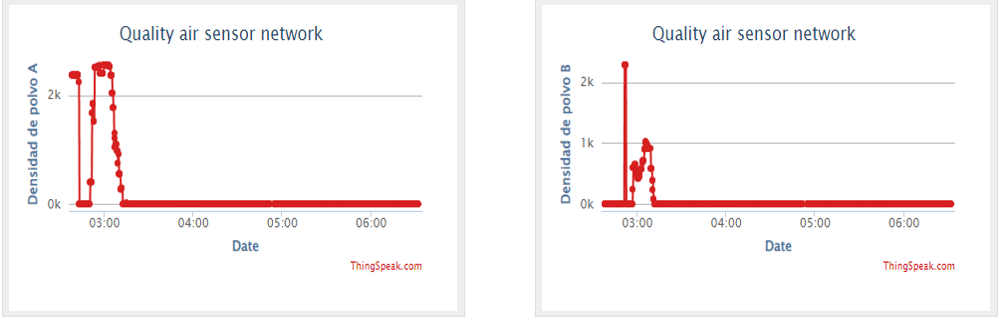 Quality air sensor network
Densidad de polvo A
2k
0k
03:00 04:00 05:00 06:00
Date
ThingSpeak.com
Quality air sensor network
Densidad de polvo B
2k
1k
0k
03:00 04:00 05:00 06:00
Date
ThingSpeak.com